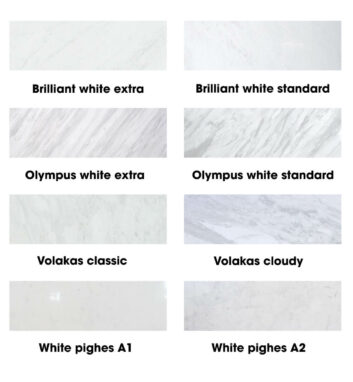 Brilliant white extra
Brilliant white standard
Olympus white extra
Olympus white standard
Volakas classic
Volakas cloudy
White pighes A1
White pighes A2